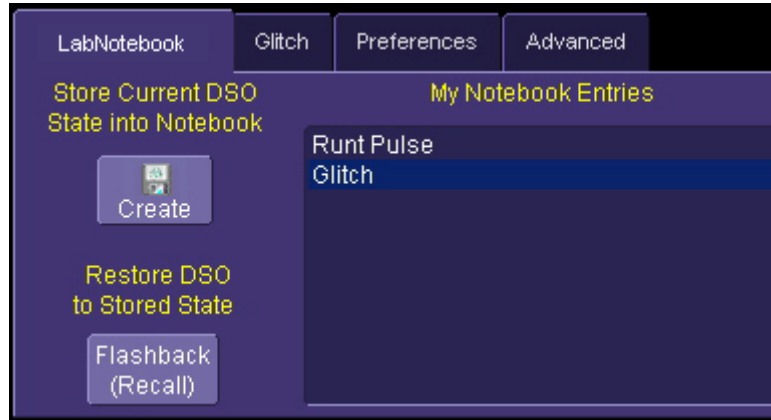 LabNotebook
Glitch
Preferences
Advanced
Store Current DSO
State into Notebook
Create
Restore DSO
to Stored State
Flashback
(Recall)
My Notebook Entries
Runt Pulse
Glitch